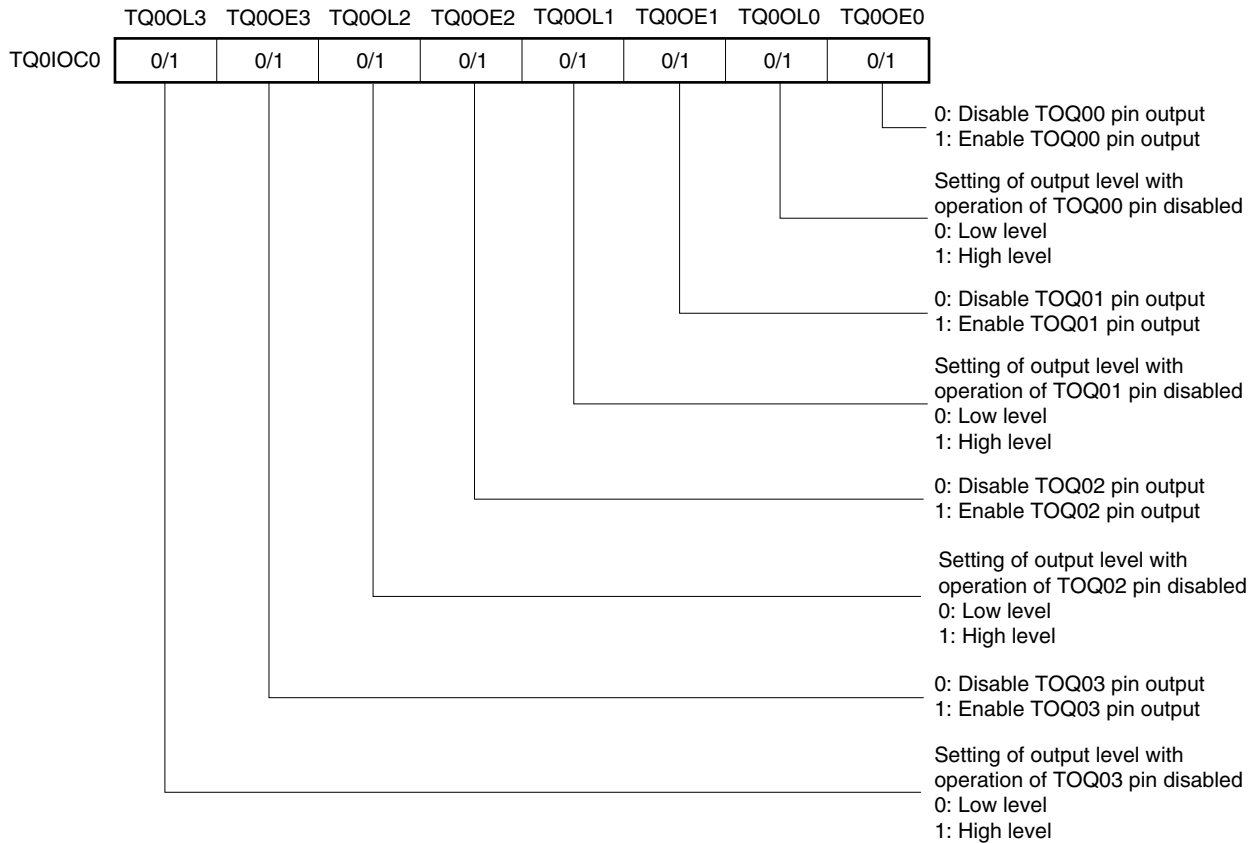 TQ0OL3 TQ0OE3 TQ0OL2 TQ0OE2 TQ0OL1 TQ0OE1 TQ0OL0 TQ0OE0
TQ0IOC0 0/1 0/1 0/1 0/1 0/1 0/1 0/1 0/1
0: Disable TOQ00 pin output
1: Enable TOQ00 pin output
Setting of output level with
operation of TOQ00 pin disabled
0: Low level
1: High level
0: Disable TOQ01 pin output
1: Enable TOQ01 pin output
Setting of output level with
operation of TOQ01 pin disabled
0: Low level
1: High level
0: Disable TOQ02 pin output
1: Enable TOQ02 pin output
Setting of output level with
operation of TOQ02 pin disabled
0: Low level
1: High level
0: Disable TOQ03 pin output
1: Enable TOQ03 pin output
Setting of output level with
operation of TOQ03 pin disabled
0: Low level
1: High level